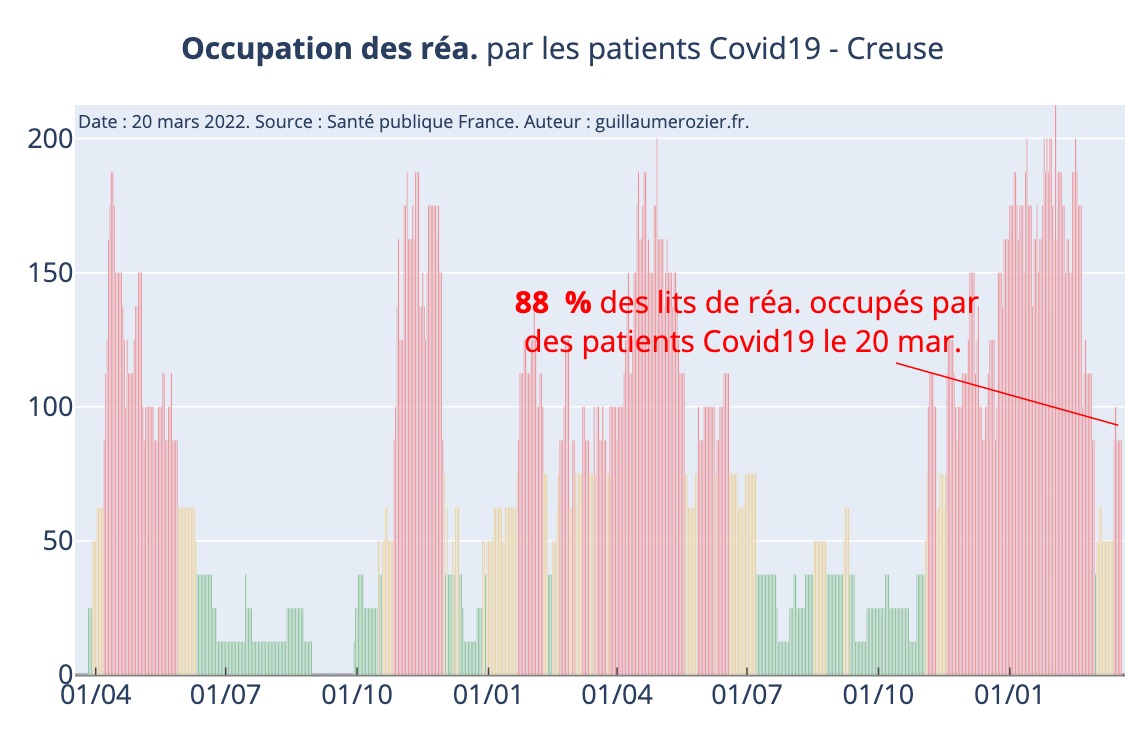 Occupation des réa. par les patients Covid19 - Creuse
Date : 20 mars 2022. Source : Santé publique France. Auteur : guillaumerozier.fr.
200
150
88 % des lits de réa. occupés par
des patients Covid19 le 20 mar.
100
50
0
01/04 01/07 01/10 01/01 01/04 01/07 01/10 01/01